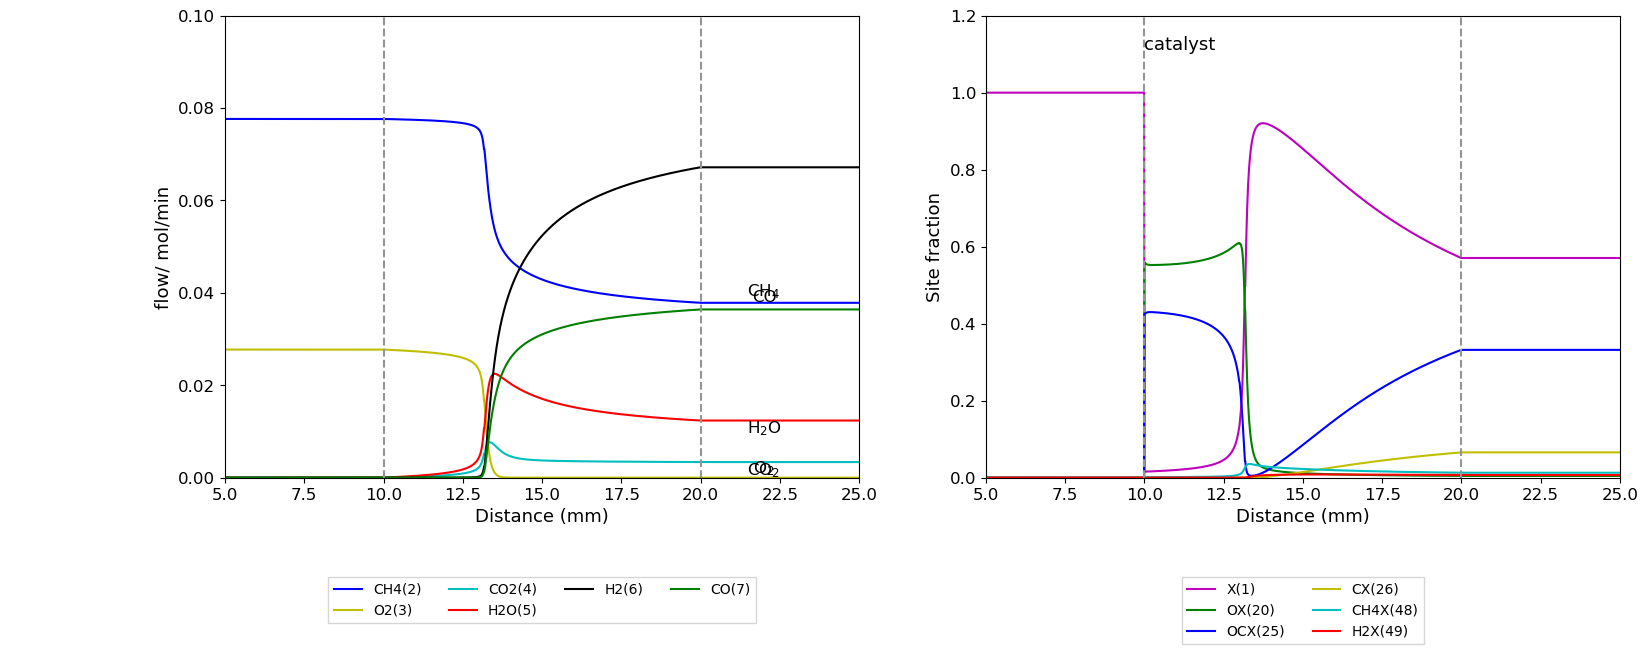 0.10
0.08
0.06
0.04
0.02
0.00
flow/ mol/min
CH4
CO
H2O
CO2
O2
5.0 7.5 10.0 12.5 15.0 17.5 20.0 22.5 25.0
Distance (mm)
CH4(2) CO2(4) H2(6) CO(7)
O2(3) H2O(5)
1.2
1.0
0.8
0.6
0.4
0.2
0.0
Site fraction
catalyst
5.0 7.5 10.0 12.5 15.0 17.5 20.0 22.5 25.0
Distance (mm)
X(1) CX(26)
OX(20) CH4X(48)
OCX(25) H2X(49)